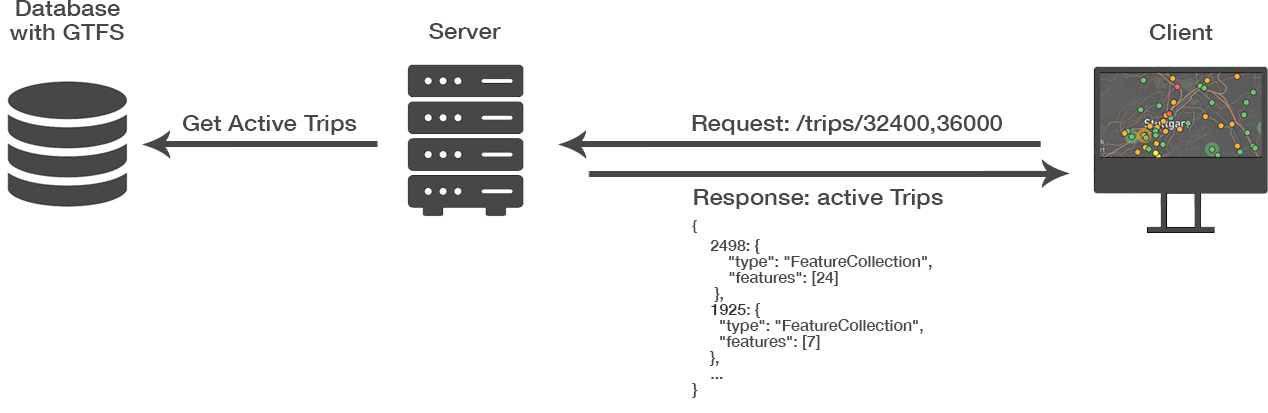 Database
with GTFS
Server
Client
Get Active Trips
Request: /trips/32400,36000
Stuttgart
Response: active Trips
{
2498: {
"type": "FeatureCollection",
"features": [24]
},
1925: {
"type": "FeatureCollection",
"features": [7]
},
...
}